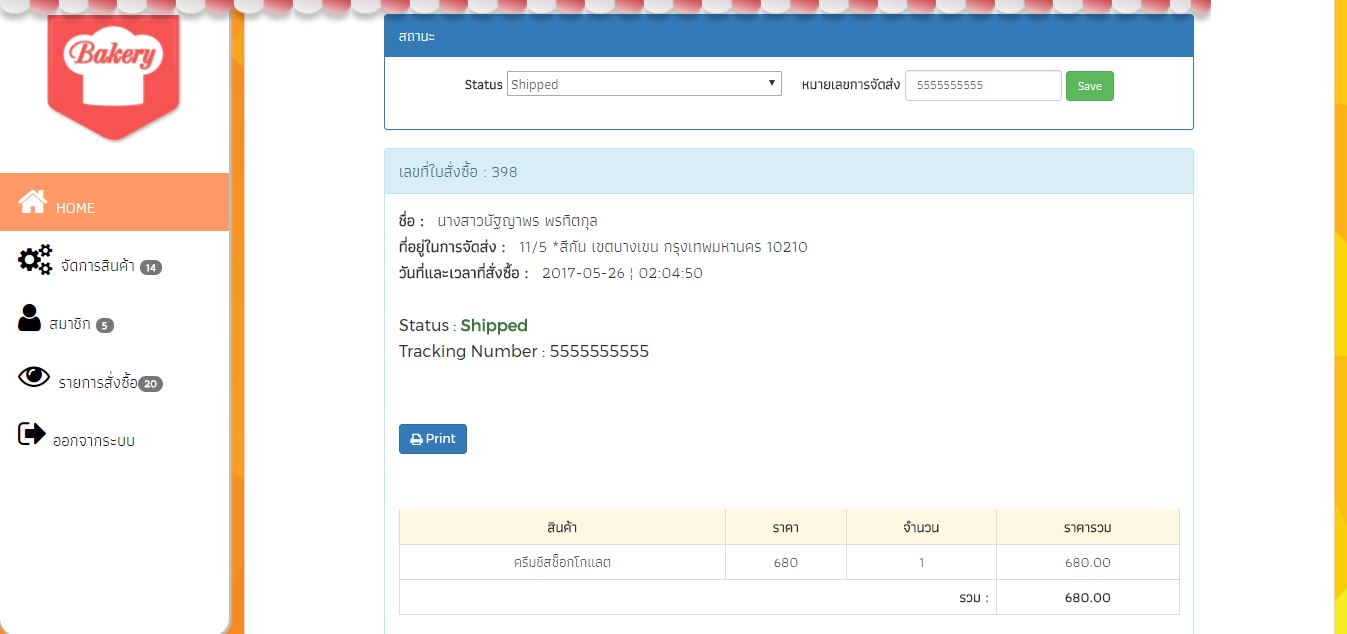 Bakery
HOME
จัดการสินค้า 14
สมาชิก 5
รายการสั่งซื้อ 20
ออกจากระบบ
สถานะ
Status Shipped หมายเลขการจัดส่ง 5555555555 Save
เลขที่ใบสั่งซื้อ : 398
ชื่อ : นางสาวนัฐญาพร พรทิตกุล
ที่อยู่ในการจัดส่ง : 11/5 *สีกัน เขตบางเขน กรุงเทพมหานคร 10210
วันที่และเวลาที่สั่งซื้อ : 2017-05-26 ¦ 02:04:50
Status : Shipped
Tracking Number : 5555555555
Print
สินค้า ราคา จำนวน ราคารวม
ครีมชีสช็อกโกแลต 680 1 680.00
รวม : 680.00